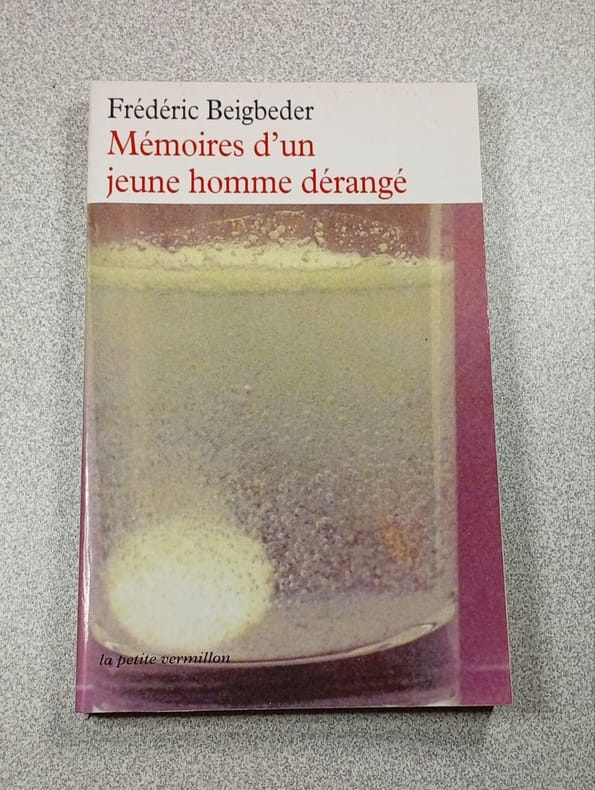 Frédéric Beigbeder
Mémoires d'un
jeune homme dérangé
la petite vermillon